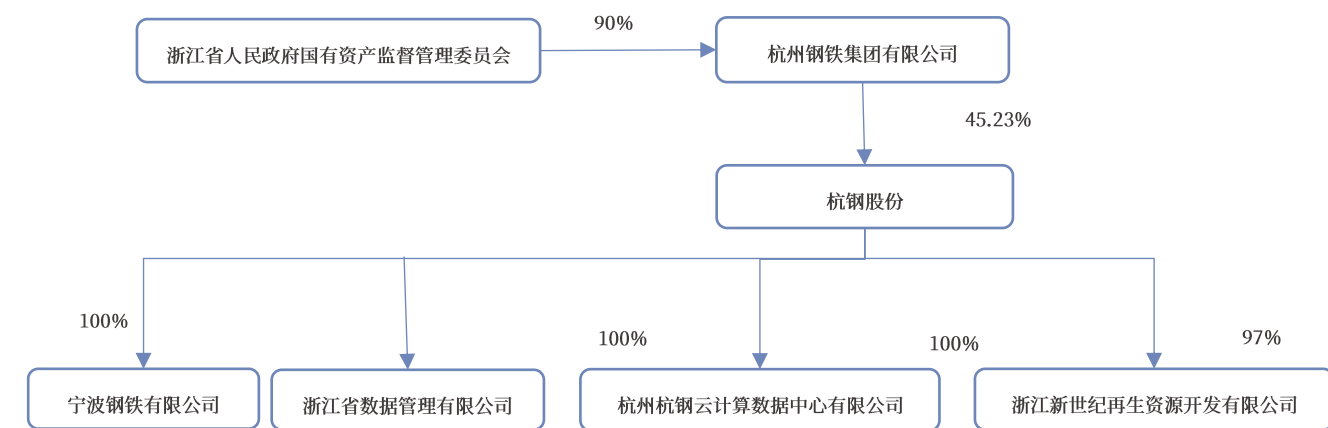 90%
浙江省人民政府国有资产监督管理委员会
杭州钢铁集团有限公司
45.23%
杭钢股份
100%
100%
100%
97%
宁波钢铁有限公司
浙江省数据管理有限公司
杭州杭钢云计算数据中心有限公司
浙江新世纪再生资源开发有限公司